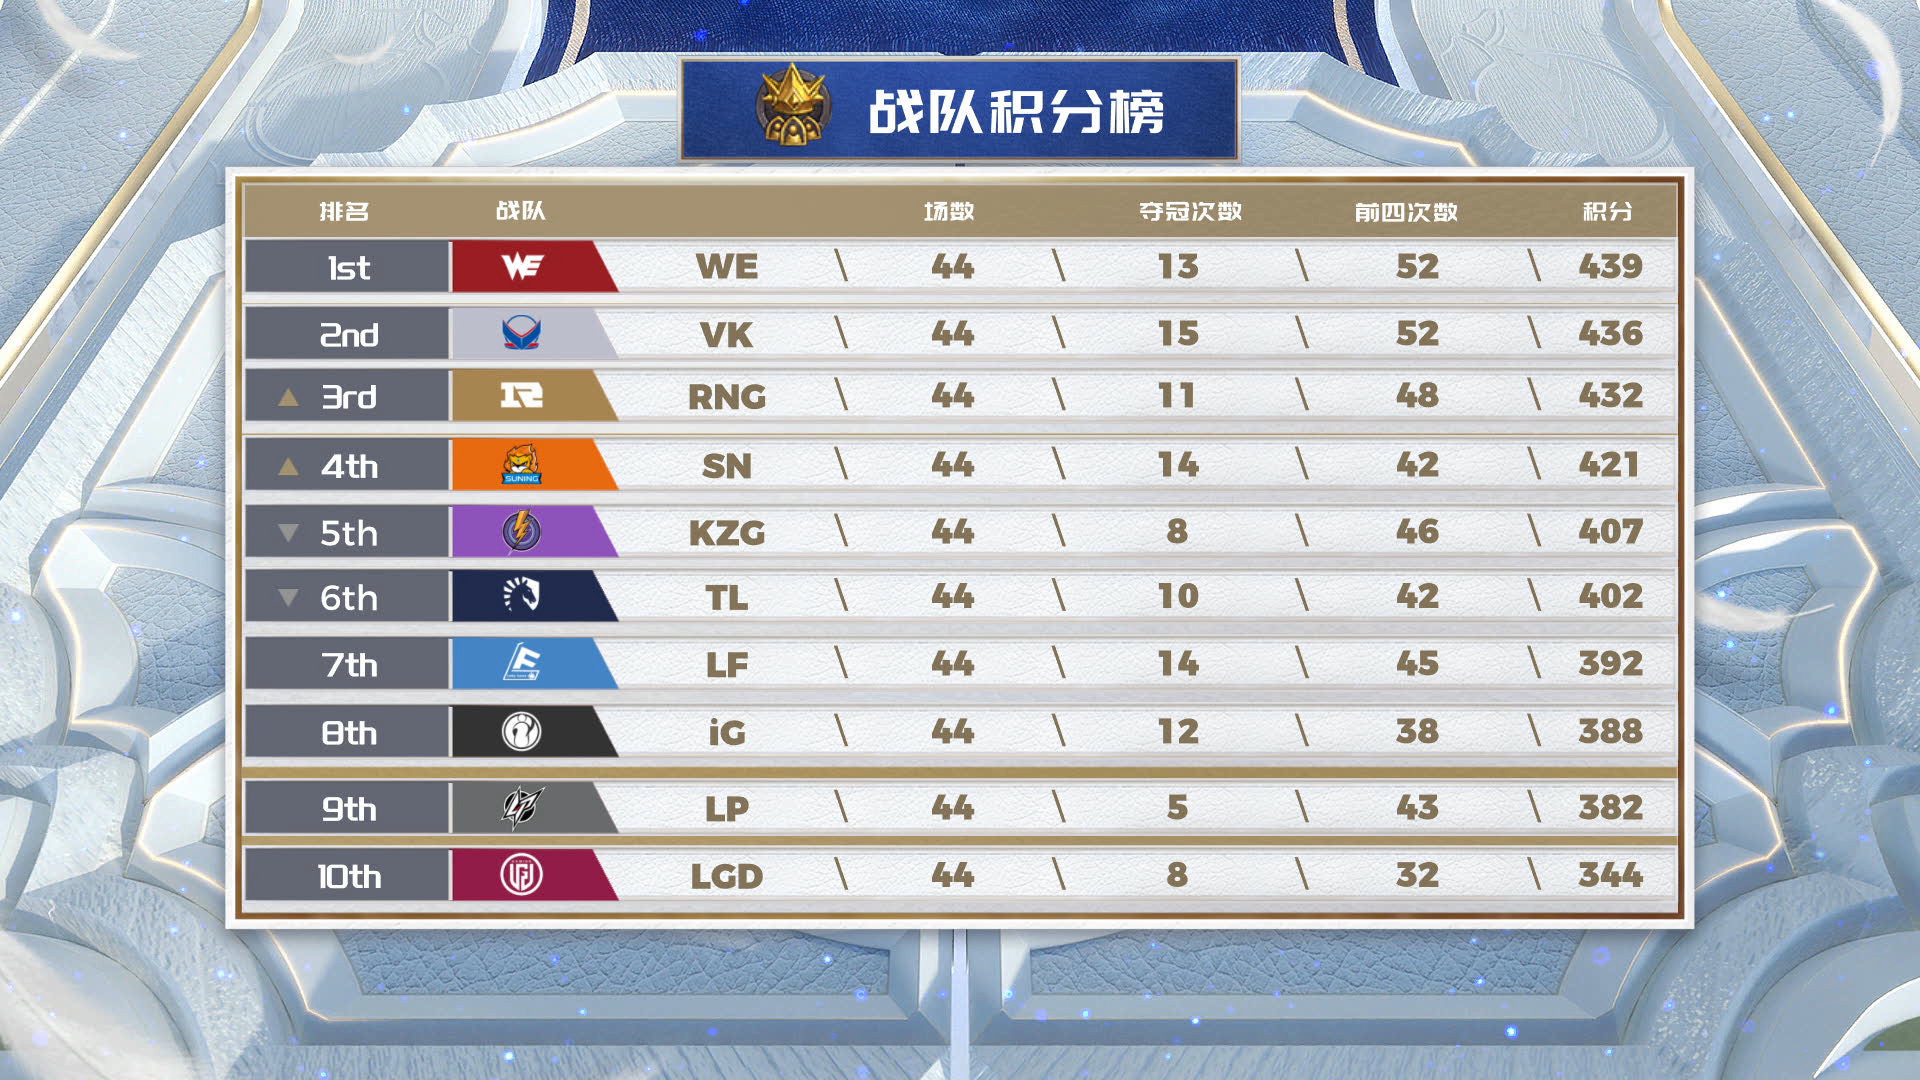 战队积分榜
排名 战队 场数 夺冠次数 前四次数 积分
1st WE WE \ 44 \ 13 \ 52 \ 439
2nd VK \ 44 \ 15 \ 52 \ 436
3rd RNG \ 44 \ 11 \ 48 \ 432
4th SUNING SN \ 44 \ 14 \ 42 \ 421
5th KZG \ 44 \ 8 \ 46 \ 407
6th TL \ 44 \ 10 \ 42 \ 402
7th LF \ 44 \ 14 \ 45 \ 392
8th iG \ 44 \ 12 \ 38 \ 388
9th LP \ 44 \ 5 \ 43 \ 382
10th LGD \ 44 \ 8 \ 32 \ 344